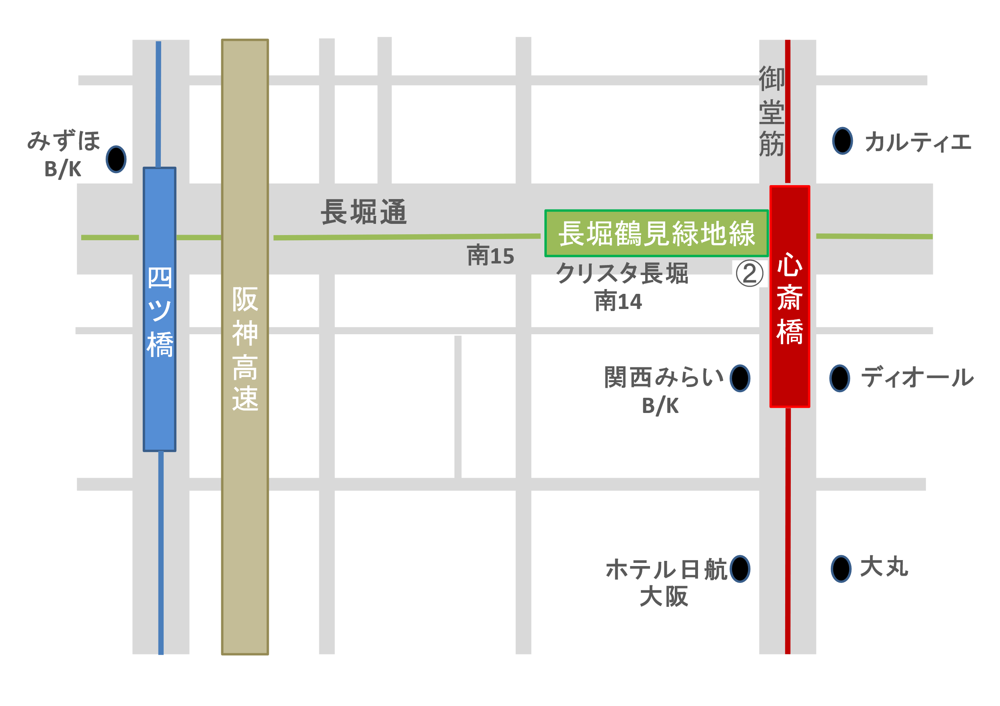 御堂筋
みずほ
B/K
カルティエ
長堀通
長堀鶴見緑地線
南15
クリスタ長堀
②
南14
四ツ橋
阪神高速
心斎橋
関西みらい
B/K
ディオール
ホテル日航
大阪
大丸